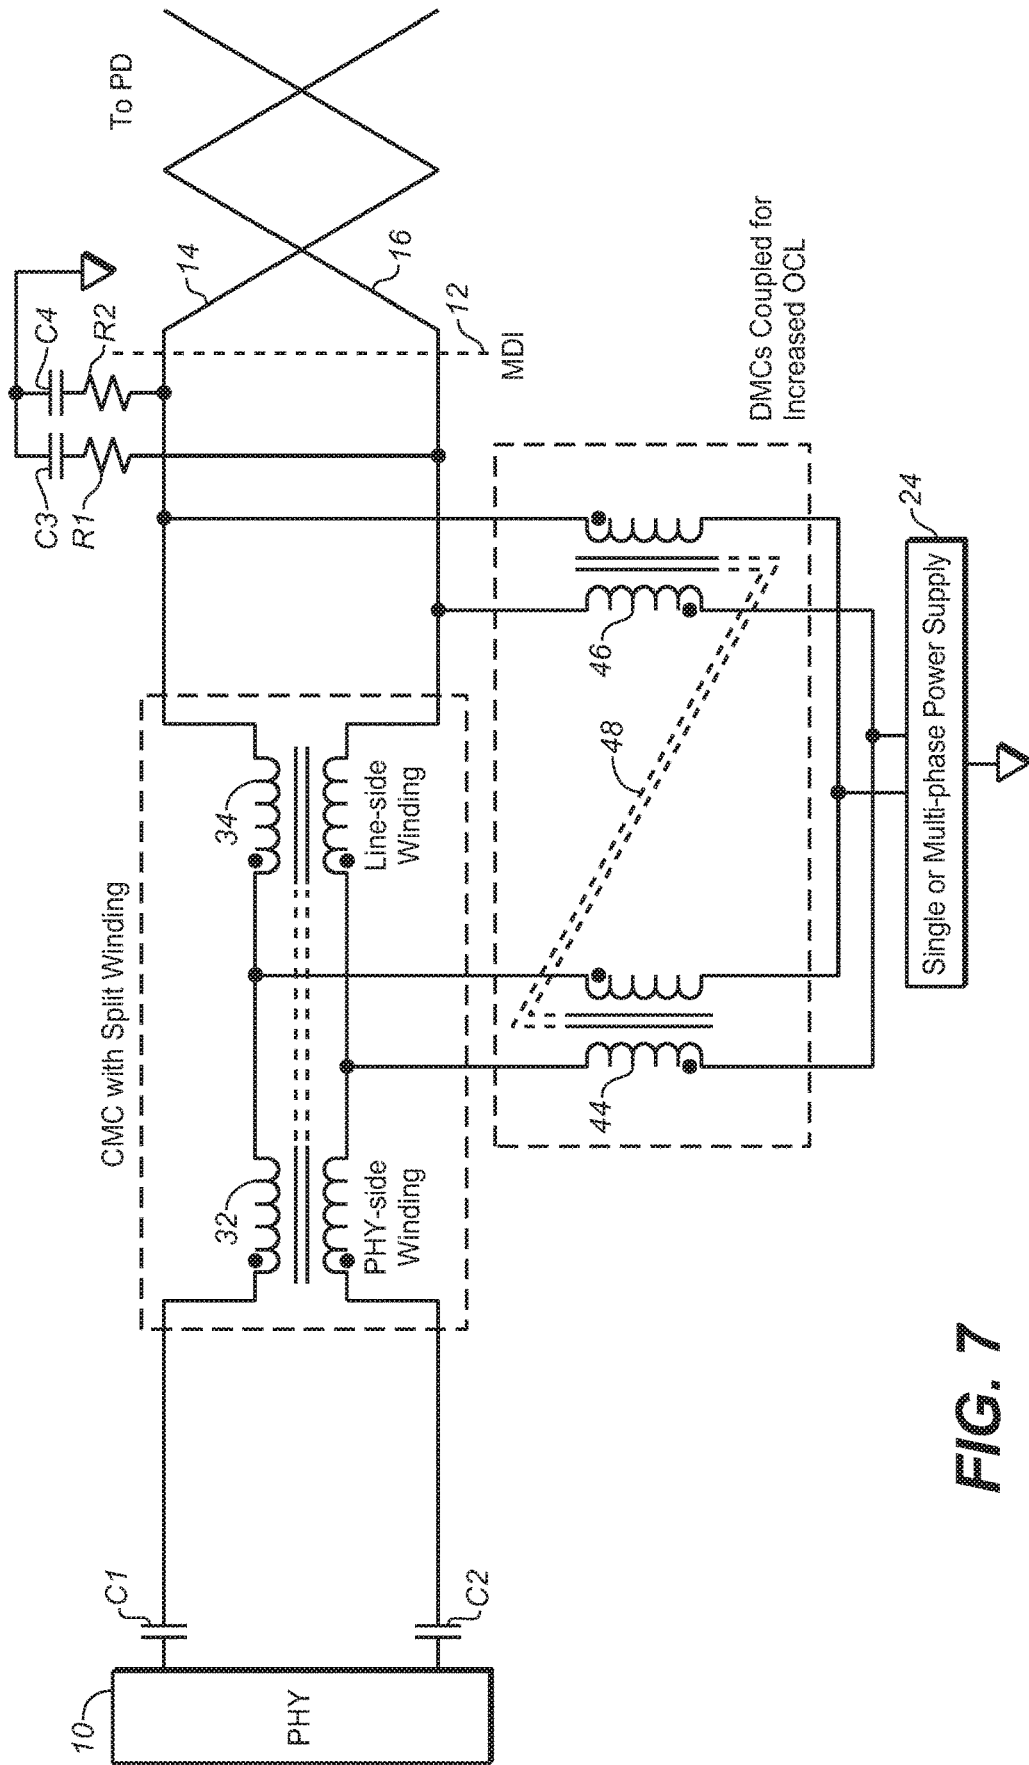 10
PHY
C1
C2
CMC with Split Winding
32
PHY-side
Winding
34
Line-side
Winding
C3
R1
C4
R2
14
16
To PD
12
MDI
DMCs Coupled for
Increased OCL
44
46
48
24
Single or Multi-phase Power Supply
FIG. 7